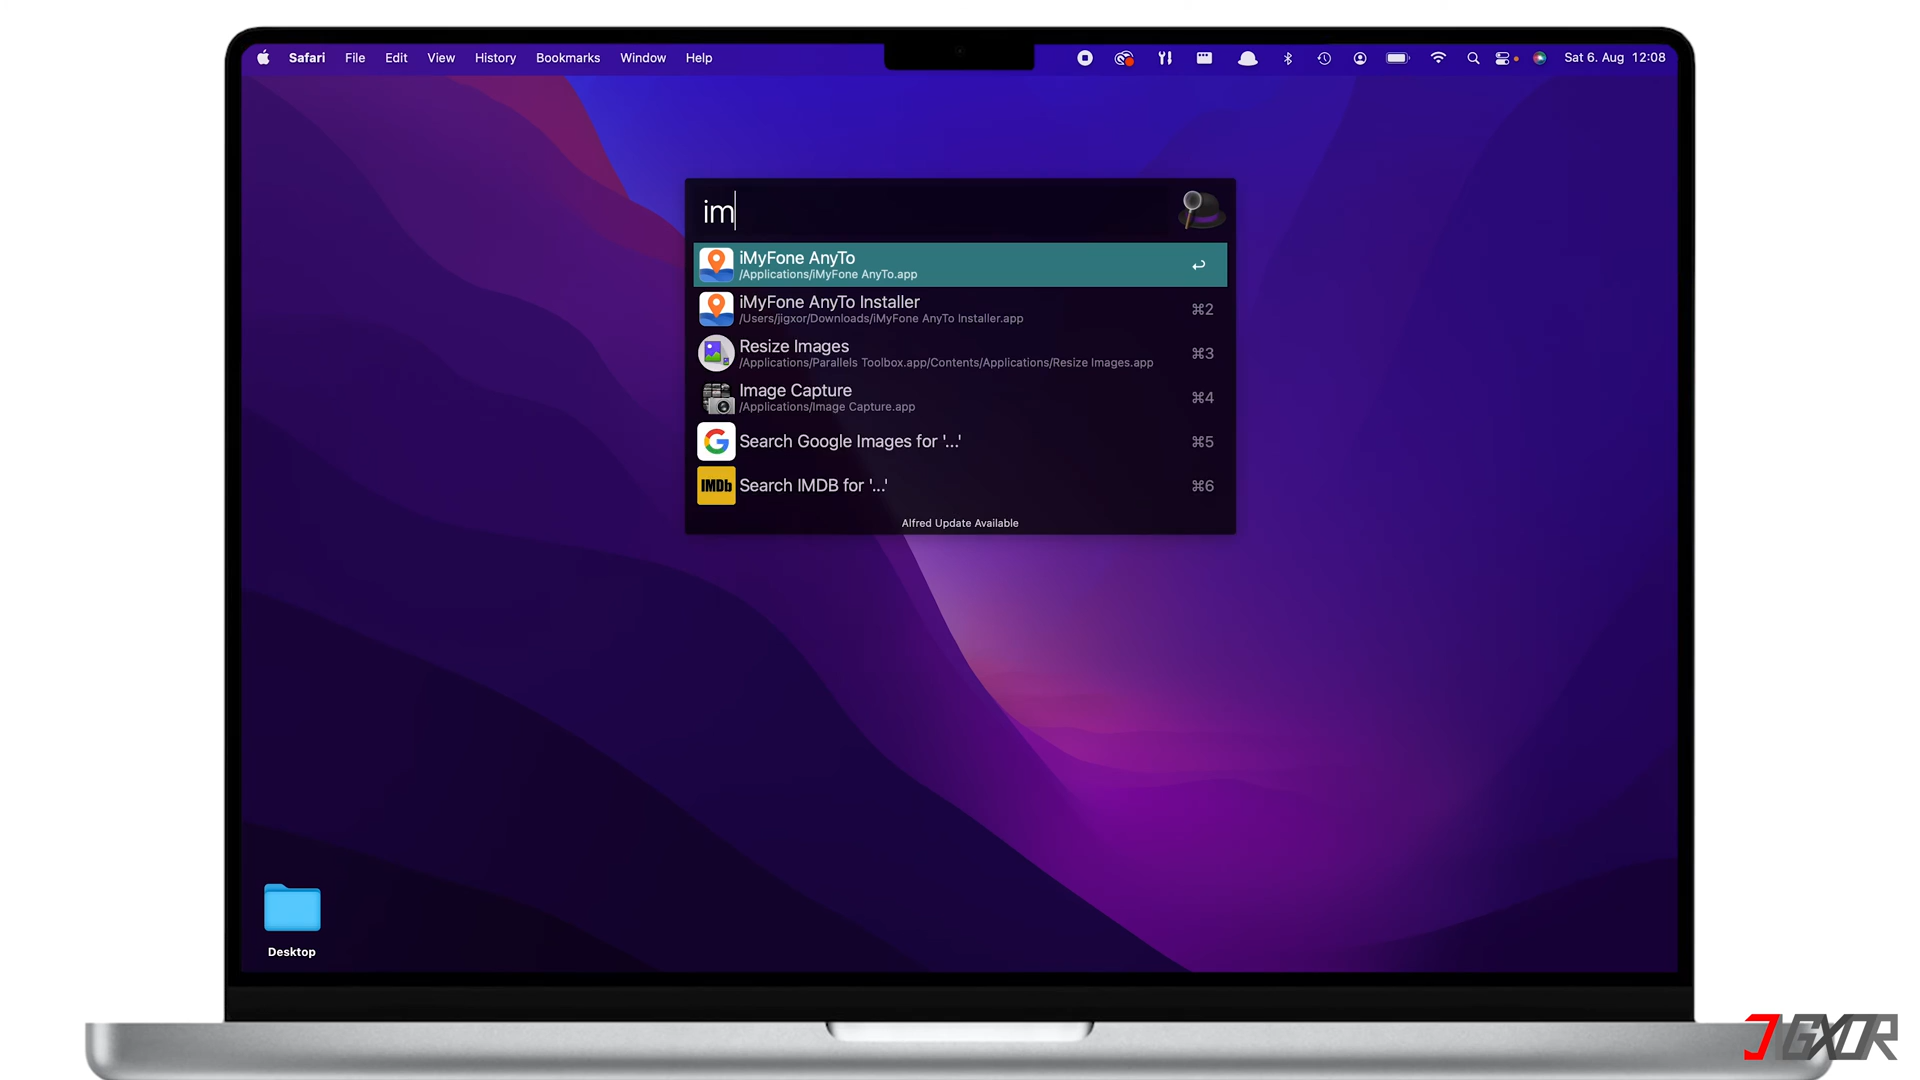 Safari File Edit View History Bookmarks Window Help Sat 6. Aug 12:08
im
iMyFone AnyTo
/Applications/iMyFone AnyTo.app
iMyFone AnyTo Installer
/Users/jigxor/Downloads/iMyFone AnyTo Installer.app
⌘2
Resize Images
/Applications/Parallels Toolbox.app/Contents/Applications/Resize Images.app
⌘3
Image Capture
/Applications/Image Capture.app
⌘4
Search Google Images for '...'
⌘5
IMDb
Search IMDB for '...'
⌘6
Alfred Update Available
Desktop
JIGXOR